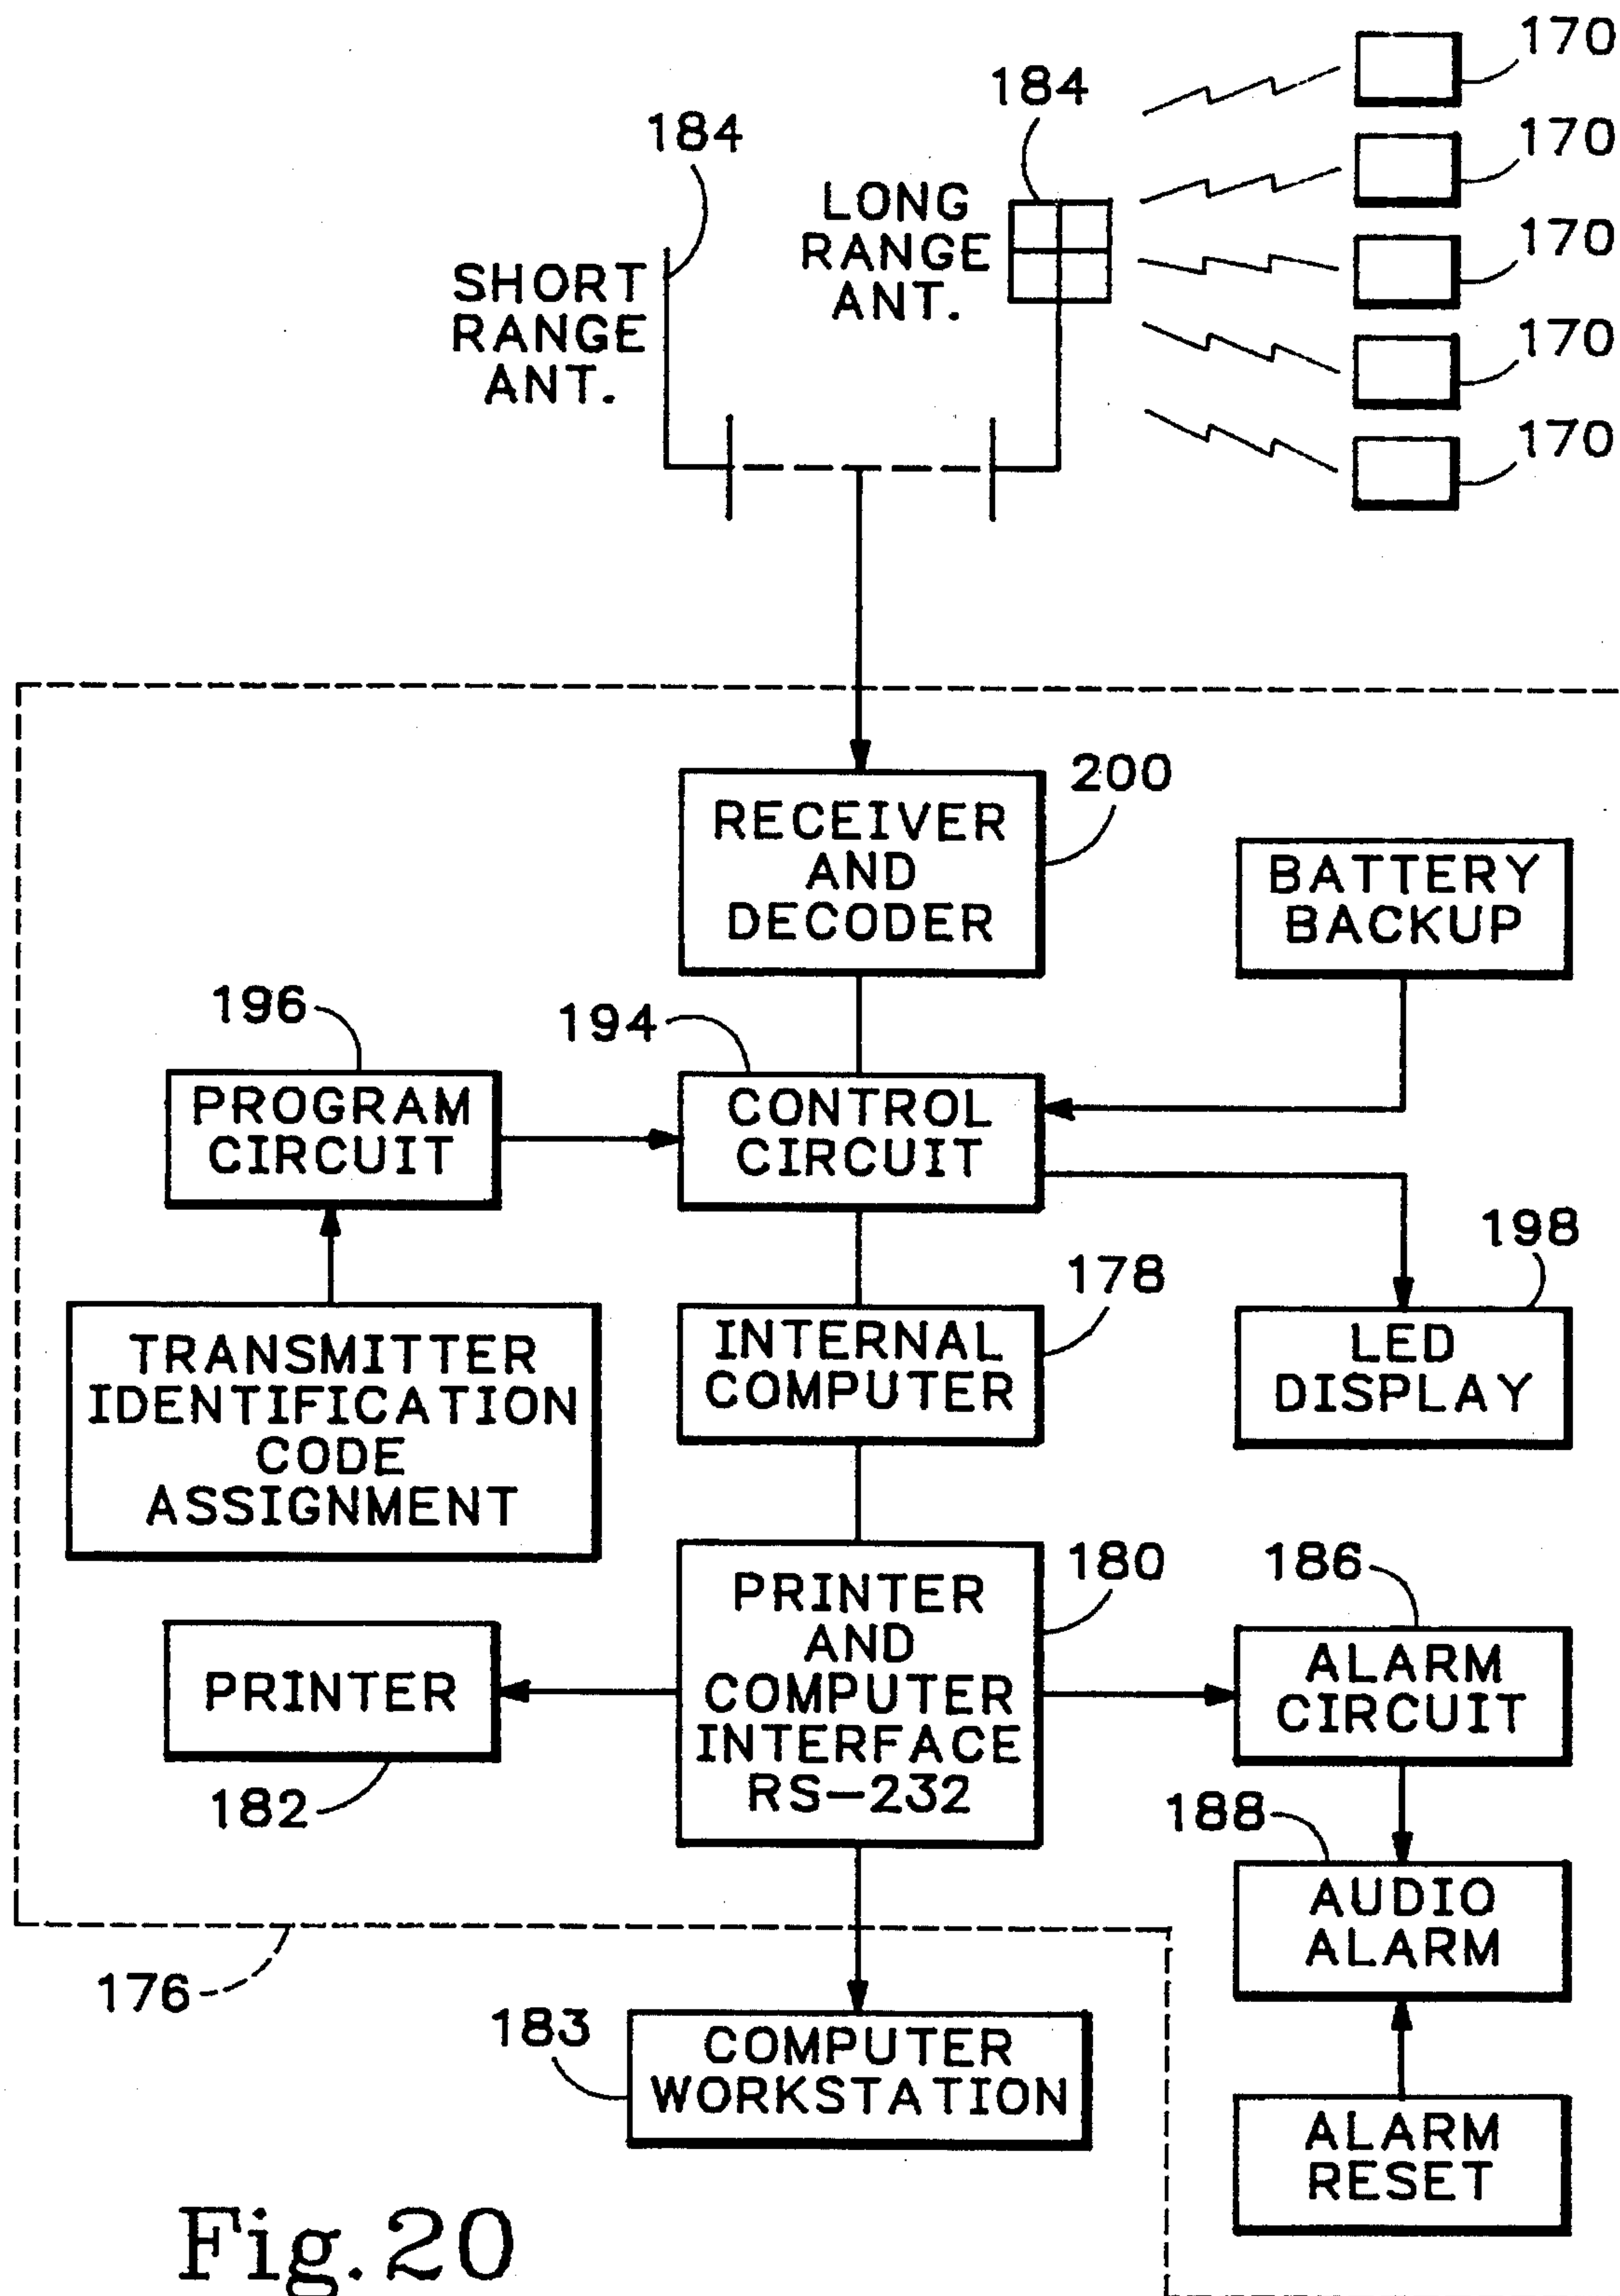 170
184
170
184
LONG
RANGE
ANT.
170
SHORT
RANGE
ANT.
170
170
200
RECEIVER
AND
DECODER
BATTERY
BACKUP
196
194
PROGRAM
CIRCUIT
CONTROL
CIRCUIT
198
178
TRANSMITTER
IDENTIFICATION
CODE
ASSIGNMENT
INTERNAL
COMPUTER
LED
DISPLAY
180
186
PRINTER
AND
COMPUTER
INTERFACE
RS-232
PRINTER
182
ALARM
CIRCUIT
188
AUDIO
ALARM
176
183
COMPUTER
WORKSTATION
ALARM
RESET
Fig. 20